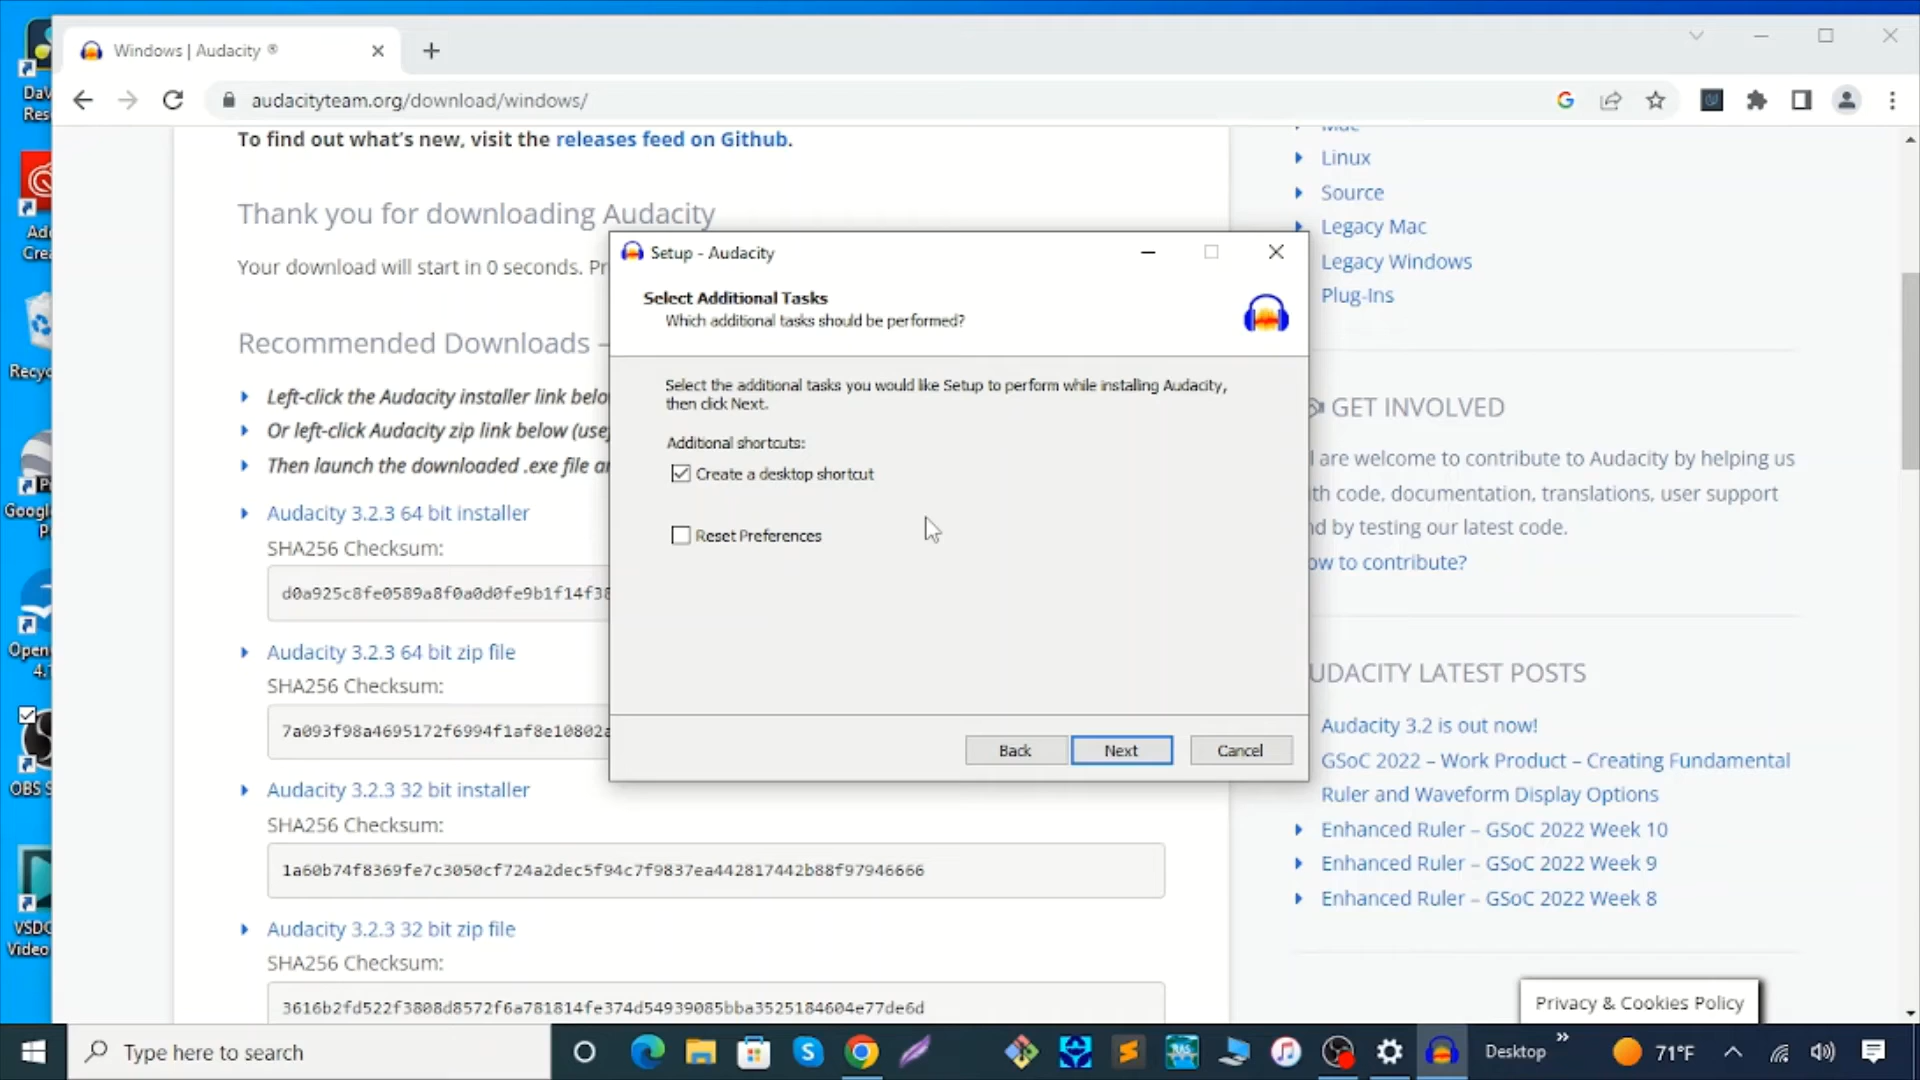 Windows | Audacity ®
audacityteam.org/download/windows/
To find out what's new, visit the releases feed on Github.
Thank you for downloading Audacity
Your download will start in 0 seconds.
Recommended Downloads –
Left-click the Audacity installer link
Or left-click Audacity zip link below
Then launch the downloaded .exe file
Audacity 3.2.3 64 bit installer
SHA256 Checksum:
d0a925c8fe0589a8f0a0d0fe9b1f14f38
Audacity 3.2.3 64 bit zip file
SHA256 Checksum:
7a093f98a4695172f6994f1af8e10802a
Audacity 3.2.3 32 bit installer
SHA256 Checksum:
1a60b74f8369fe7c3050cf724a2dec5f94c7f9837ea442817442b88f97946666
Audacity 3.2.3 32 bit zip file
SHA256 Checksum:
3616b2fd522f3808d8572f6a781814fe374d54939085bba3525184604e77de6d
Setup - Audacity
Select Additional Tasks
Which additional tasks should be performed?
Select the additional tasks you would like Setup to perform while installing Audacity,
then click Next.
Additional shortcuts:
Create a desktop shortcut
Reset Preferences
Back
Next
Cancel
Linux
Source
Legacy Mac
Legacy Windows
Plug-Ins
GET INVOLVED
are welcome to contribute to Audacity by helping us
code, documentation, translations, user support
by testing our latest code.
to contribute?
UDACITY LATEST POSTS
Audacity 3.2 is out now!
GSoC 2022 – Work Product – Creating Fundamental
Ruler and Waveform Display Options
Enhanced Ruler – GSoC 2022 Week 10
Enhanced Ruler – GSoC 2022 Week 9
Enhanced Ruler – GSoC 2022 Week 8
Privacy & Cookies Policy
Recyc
Googl
Open
4.
OBS S
VSDC
Video
Type here to search
Desktop
71°F